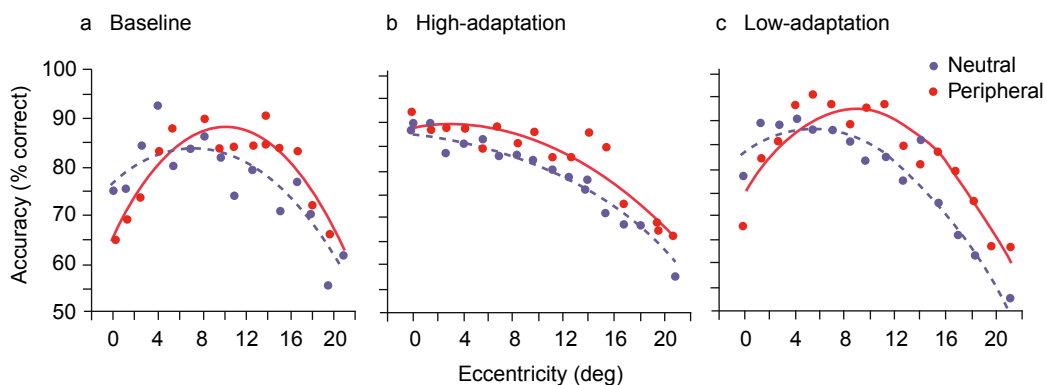 a Baseline
b High-adaptation
c Low-adaptation
Neutral
Peripheral
Accuracy (% correct)
100
90
80
70
60
50
0 4 8 12 16 20
0 4 8 12 16 20
0 4 8 12 16 20
Eccentricity (deg)